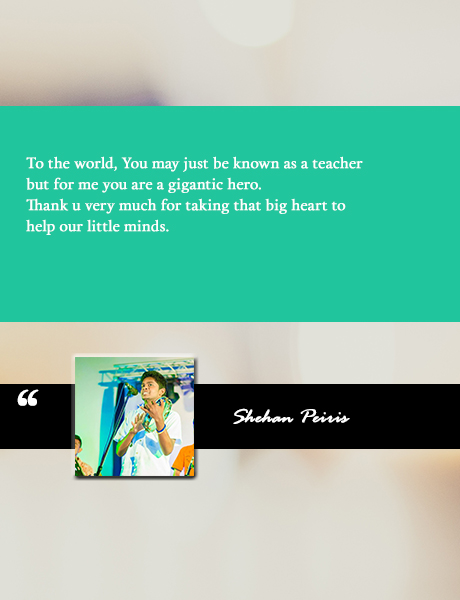 To the world, You may just be known as a teacher
but for me you are a gigantic hero.
Thank u very much for taking that big heart to
help our little minds.
“
Shehan Peiris